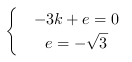 -3k + e = 0
e = -√3